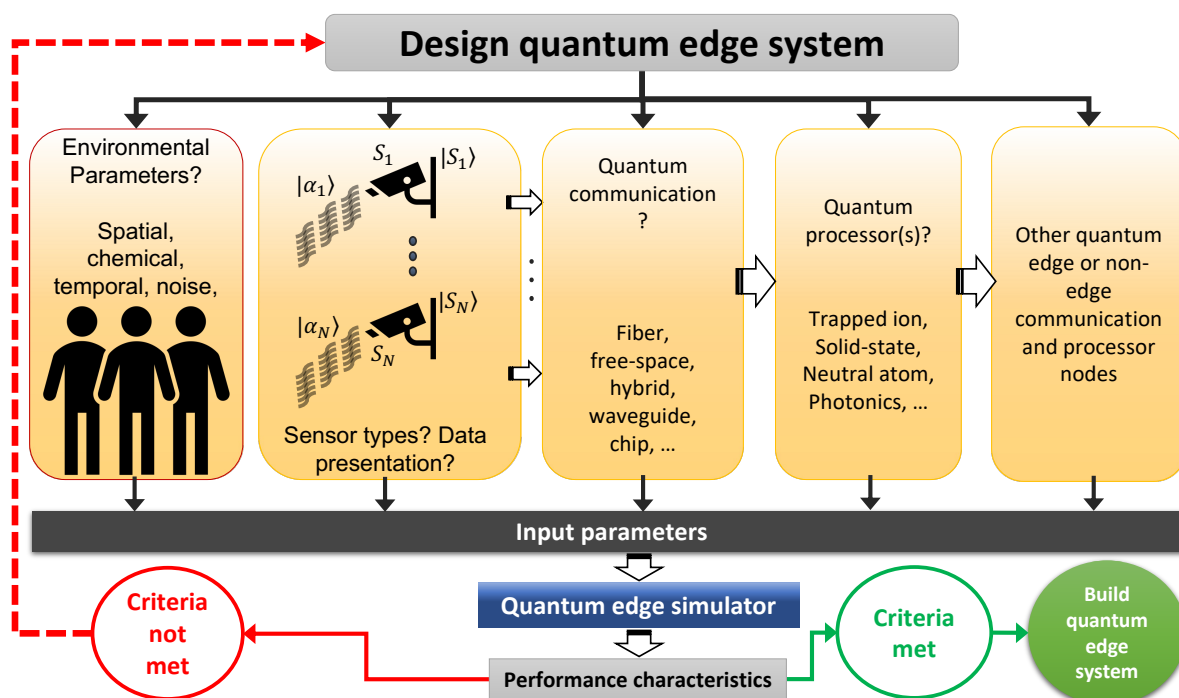 Design quantum edge system
Environmental
Parameters?
Spatial,
chemical,
temporal, noise,
S₁
|S₁⟩
|α₁⟩
|S_N⟩
|α_N⟩
S_N
Sensor types? Data
presentation?
Quantum
communication
?
Fiber,
free-space,
hybrid,
waveguide,
chip, ...
Quantum
processor(s)?
Trapped ion,
Solid-state,
Neutral atom,
Photonics, ...
Other quantum
edge or non-
edge
communication
and processor
nodes
Input parameters
Quantum edge simulator
Performance characteristics
Criteria
not
met
Criteria
met
Build
quantum
edge
system